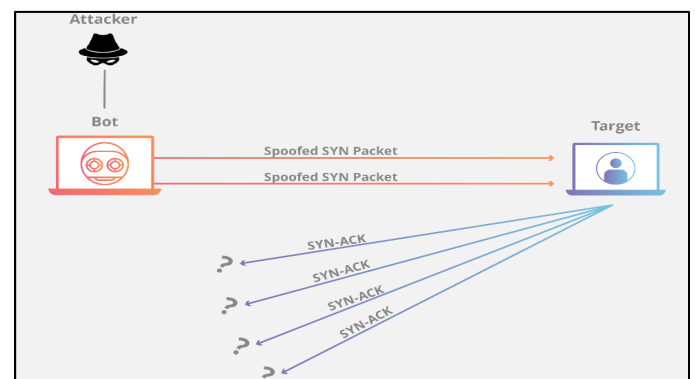 Attacker
Bot
Target
Spoofed SYN Packet
Spoofed SYN Packet
SYN-ACK
?
SYN-ACK
?
SYN-ACK
?
SYN-ACK
?